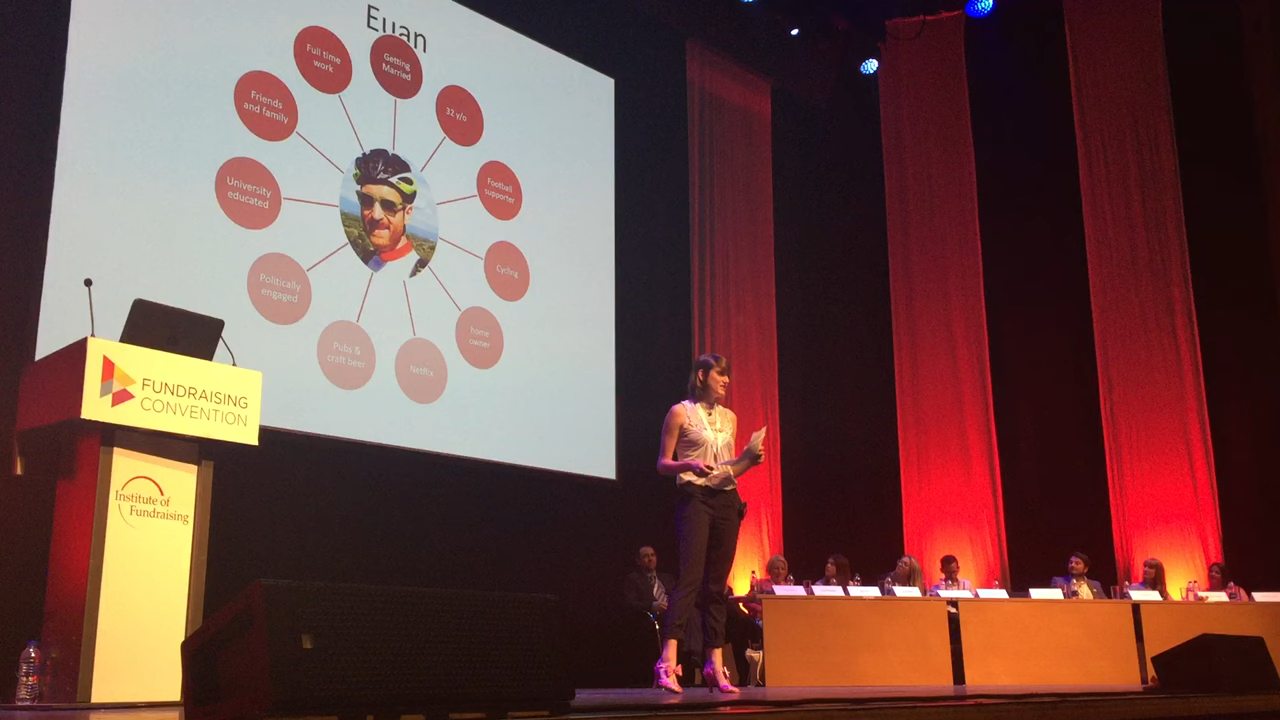 Euan
Full time
work
Getting
Married
Friends
and family
32 y/o
University
educated
Football
supporter
Politically
engaged
Cycling
Pubs &
craft beer
Netflix
home
owner
FUNDRAISING
CONVENTION
Institute of
Fundraising